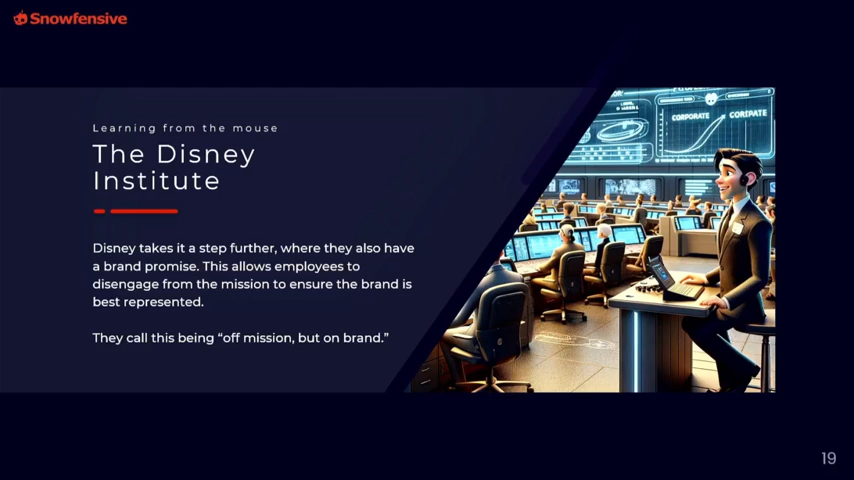 Snowfensive
Learning from the mouse
The Disney
Institute
Disney takes it a step further, where they also have
a brand promise. This allows employees to
disengage from the mission to ensure the brand is
best represented.
They call this being “off mission, but on brand.”
CORPORATE
19